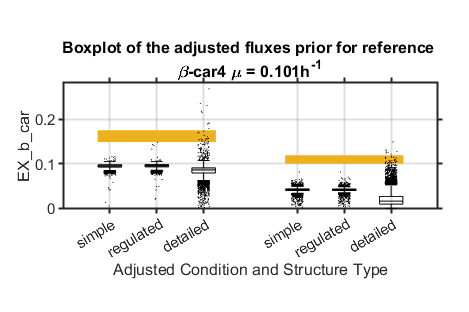 Boxplot of the adjusted fluxes prior for reference
β-car4 μ = 0.101h-1
EX_b_car
0.2
0.1
0
simple
regulated
detailed
simple
regulated
detailed
Adjusted Condition and Structure Type